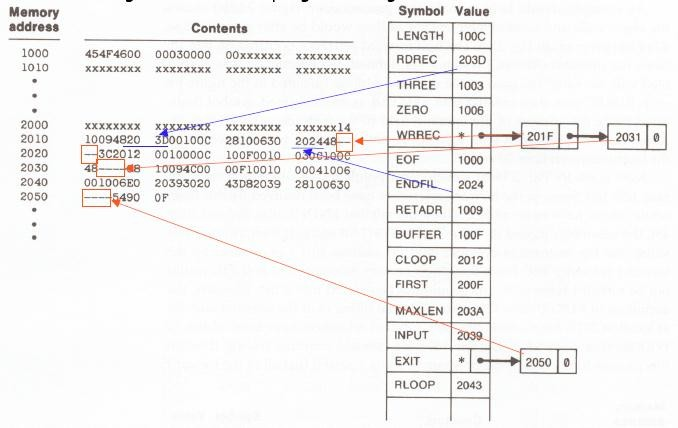 Memory address Contents
1000 454F4600 00030000 00xxxxxx xxxxxxxx
1010 xxxxxxxx xxxxxxxx xxxxxxxx xxxxxxxx
•
•
•
2000 xxxxxxxx xxxxxxxx xxxxxxxx xxxxxx14
2010 10094820 3D00100C 28100630 202448--
2020 --3C2012 0010000C 100F0010 030C100C
2030 48----08 10094C00 00F10010 00041006
2040 001006E0 20393020 43D82039 28100630
2050 ----5490 0F
•
•
•
Symbol Value
LENGTH 100C
RDREC 203D
THREE 1003
ZERO 1006
WRREC * 201F 2031 0
EOF 1000
ENDFIL 2024
RETADR 1009
BUFFER 100F
CLOOP 2012
FIRST 200F
MAXLEN 203A
INPUT 2039
EXIT * 2050 0
RLOOP 2043